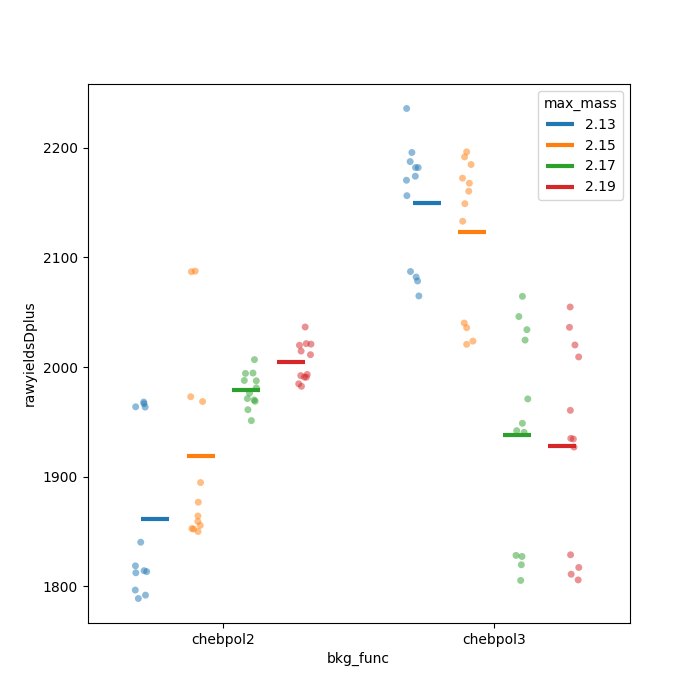 max_mass
2.13
2.15
2.17
2.19
2200
2100
2000
1900
1800
rawyieldsDplus
chebpol2
chebpol3
bkg_func